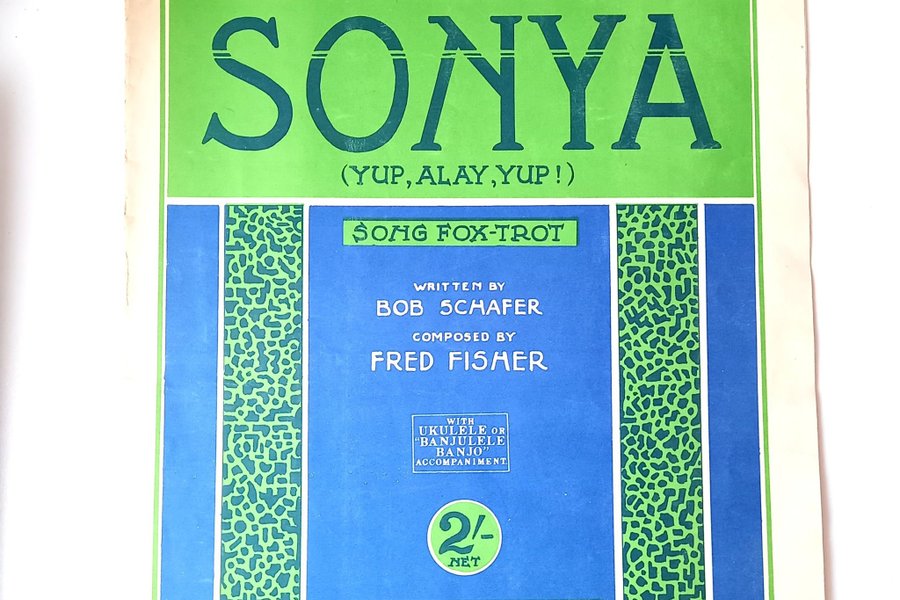 SONYA
(YUP, ALAY, YUP!)
SONG FOX-TROT
WRITTEN BY
BOB SCHAFER
COMPOSED BY
FRED FISHER
WITH
UKULELE OR
"BANJULELE
BANJO"
ACCOMPANIMENT.
2/-
NET